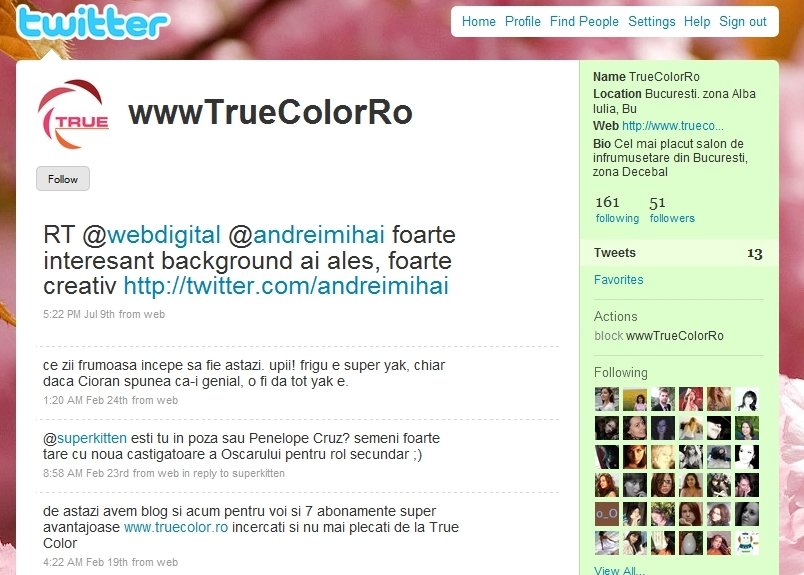 twitter
Home Profile Find People Settings Help Sign out
TRUE
wwwTrueColorRo
Follow
RT @webdigital @andreimihai foarte
interesant background ai ales, foarte
creativ http://twitter.com/andreimihai
5:22 PM Jul 9th from web
ce zii frumoasa incepe sa fie astazi. upii! frigu e super yak, chiar
daca Cioran spunea ca-i genial, o fi da tot yak e.
1:20 AM Feb 24th from web
@superkitten esti tu in poza sau Penelope Cruz? semeni foarte
tare cu noua castigatoare a Oscarului pentru rol secundar ;)
8:58 AM Feb 23rd from web in reply to superkitten
de astazi avem blog si acum pentru voi si 7 abonamente super
avantajoase www.truecolor.ro incercati si nu mai plecati de la True
Color
4:22 AM Feb 19th from web
Name TrueColorRo
Location Bucuresti. zona Alba
Iulia, Bu
Web http://www.trueco...
Bio Cel mai placut salon de
infrumusetare din Bucuresti,
zona Decebal
161 51
following followers
Tweets 13
Favorites
Actions
block wwwTrueColorRo
Following
o_O
View All...